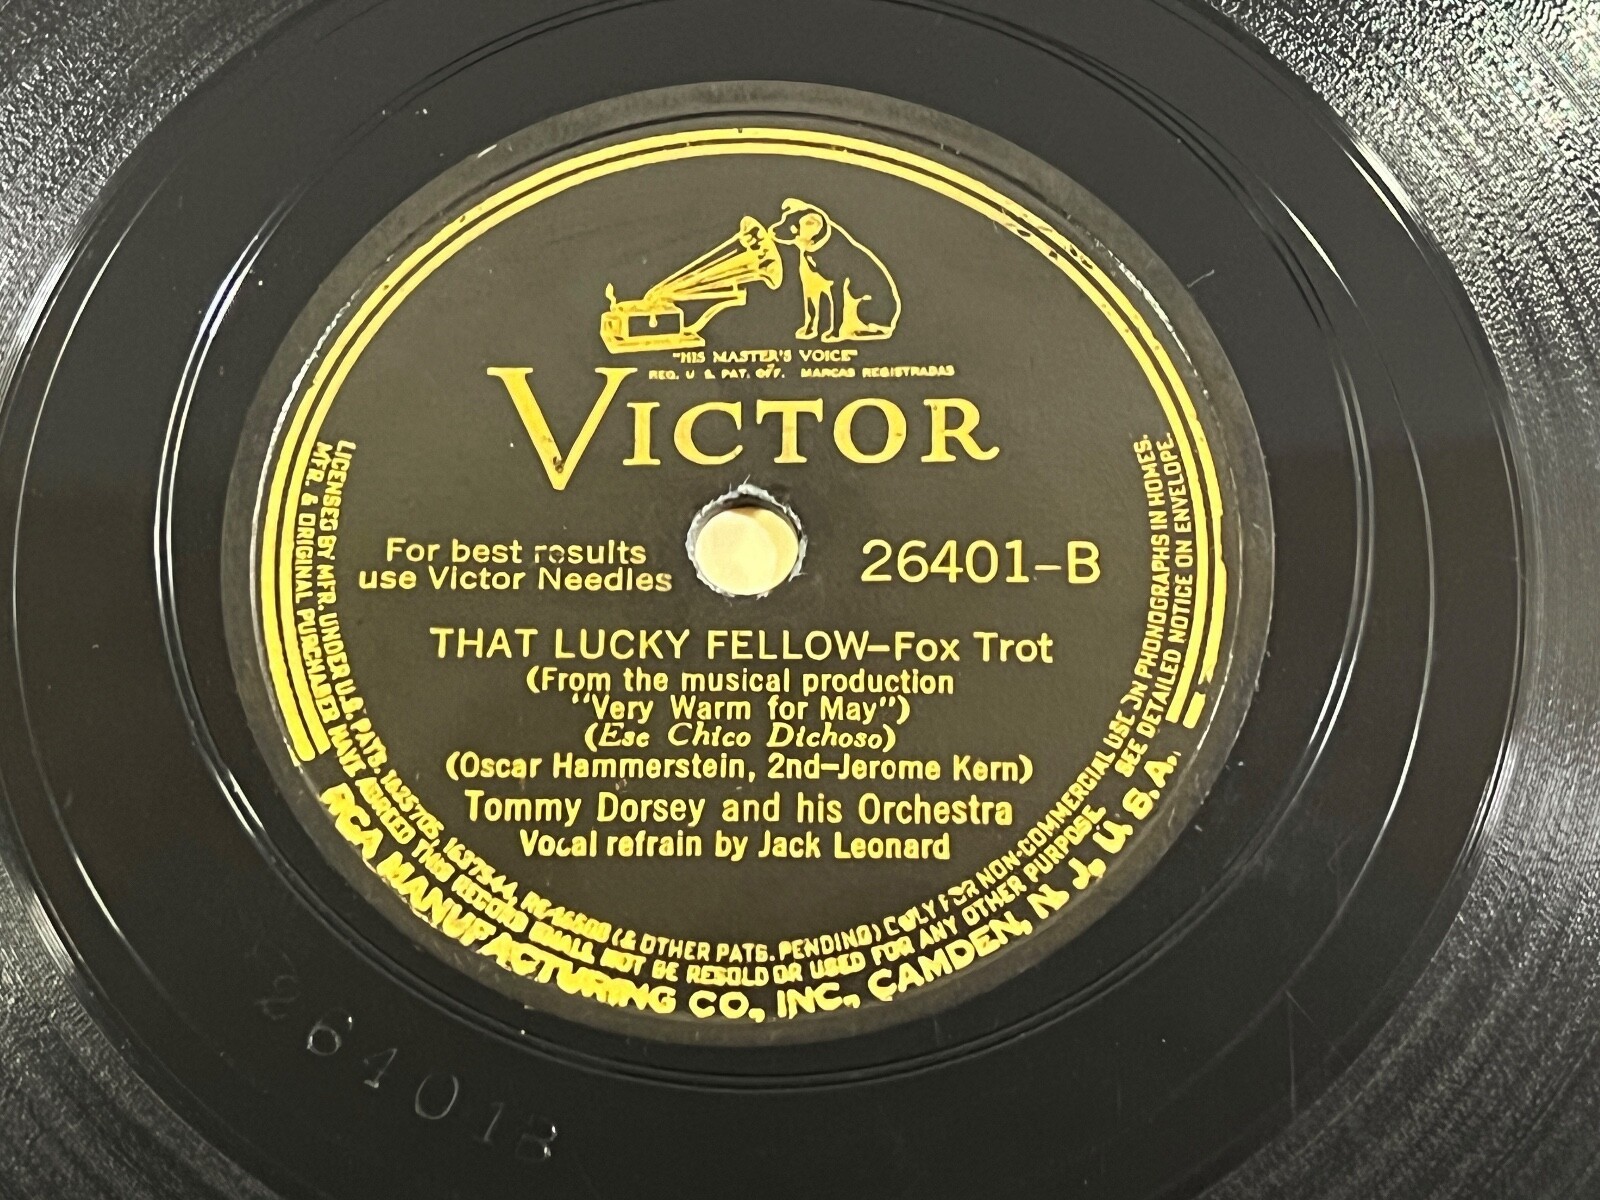 "HIS MASTER'S VOICE"
REG. U. S. PAT. OFF. MARCAS REGISTRADAS
VICTOR
For best results
use Victor Needles
26401-B
THAT LUCKY FELLOW-Fox Trot
(From the musical production
"Very Warm for May")
(Ese Chico Dichoso)
(Oscar Hammerstein, 2nd-Jerome Kern)
Tommy Dorsey and his Orchestra
Vocal refrain by Jack Leonard
LICENSED BY MFR. UNDER U.S. PATS. 1625705, 1637544, RE-16588 (& OTHER PATS. PENDING) ONLY FOR NON-COMMERCIAL USE ON PHONOGRAPHS IN HOMES.
MFR. & ORIGINAL PURCHASER HAVE AGREED THIS RECORD SHALL NOT BE RESOLD OR USED FOR ANY OTHER PURPOSE SEE DETAILED NOTICE ON ENVELOPE.
RCA MANUFACTURING CO., INC., CAMDEN, N. J., U. S. A.
26401B